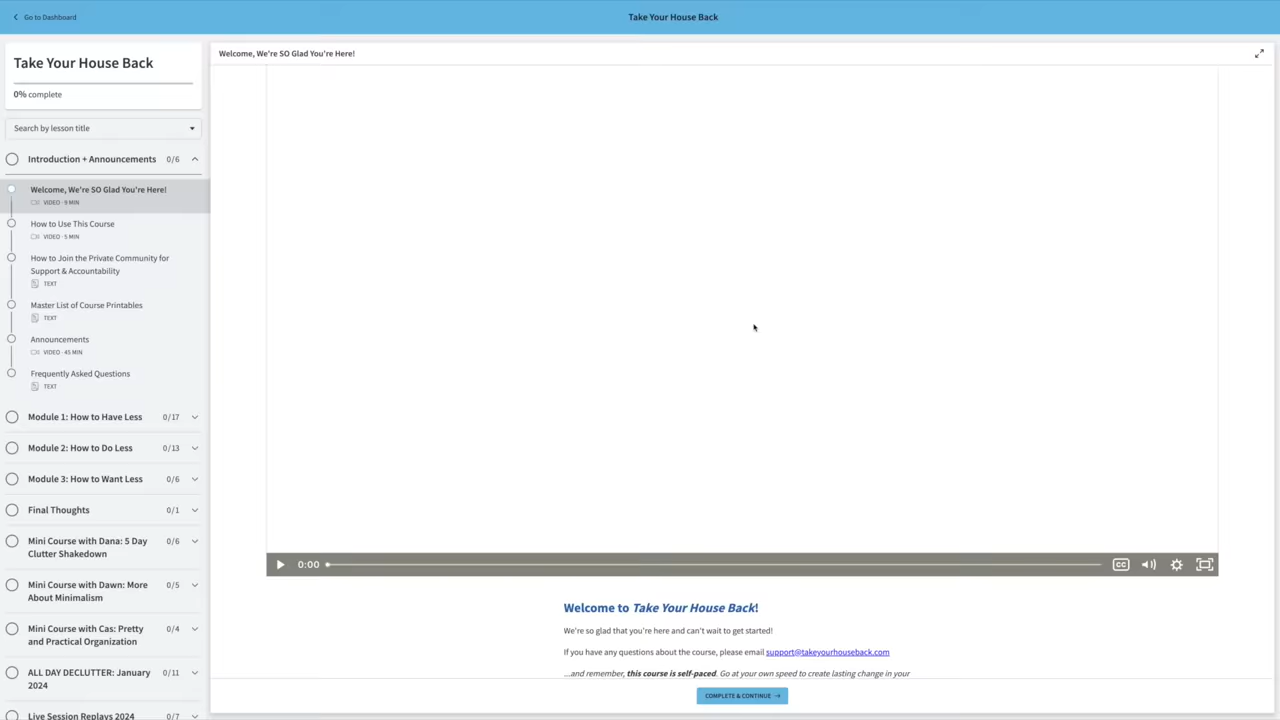 Go to Dashboard
Take Your House Back
Take Your House Back
0% complete
Search by lesson title
Introduction + Announcements 0/6
Welcome, We're SO Glad You're Here!
VIDEO · 9 MIN
How to Use This Course
VIDEO · 5 MIN
How to Join the Private Community for
Support & Accountability
TEXT
Master List of Course Printables
TEXT
Announcements
VIDEO · 45 MIN
Frequently Asked Questions
TEXT
Module 1: How to Have Less 0/17
Module 2: How to Do Less 0/13
Module 3: How to Want Less 0/6
Final Thoughts 0/1
Mini Course with Dana: 5 Day
Clutter Shakedown 0/6
Mini Course with Dawn: More
About Minimalism 0/5
Mini Course with Cas: Pretty
and Practical Organization 0/4
ALL DAY DECLUTTER: January
2024 0/11
Live Session Replays 2024 0/7
Welcome, We're SO Glad You're Here!
0:00
CC
Welcome to Take Your House Back!
We're so glad that you're here and can't wait to get started!
If you have any questions about the course, please email support@takeyourhouseback.com
...and remember, this course is self-paced. Go at your own speed to create lasting change in your
COMPLETE & CONTINUE →